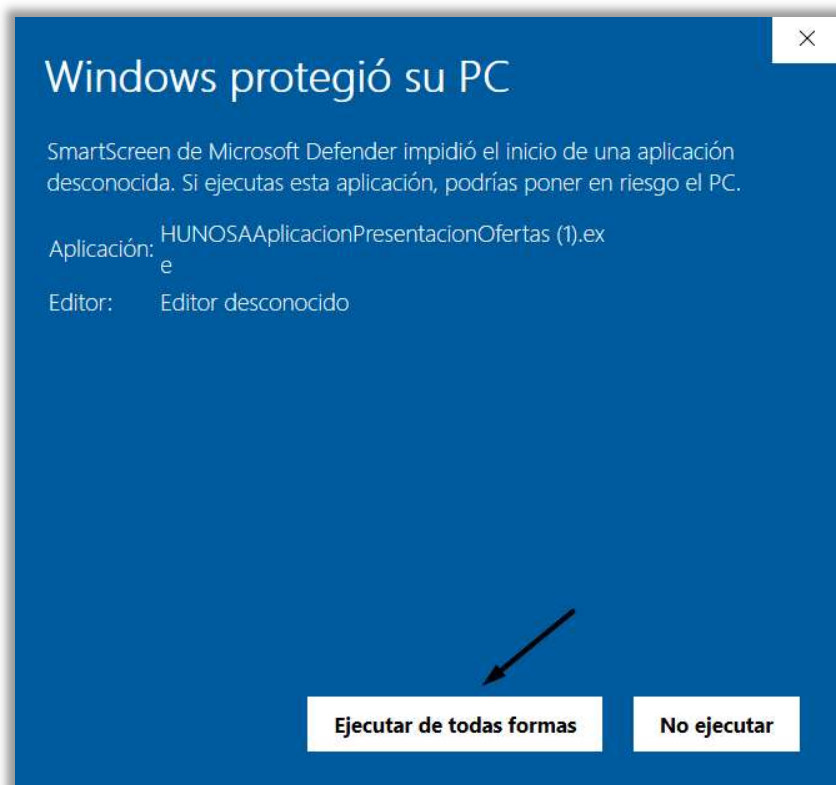 Windows protegió su PC
SmartScreen de Microsoft Defender impidió el inicio de una aplicación
desconocida. Si ejecutas esta aplicación, podrías poner en riesgo el PC.
Aplicación: HUNOSAAplicacionPresentacionOfertas (1).ex
e
Editor: Editor desconocido
Ejecutar de todas formas No ejecutar